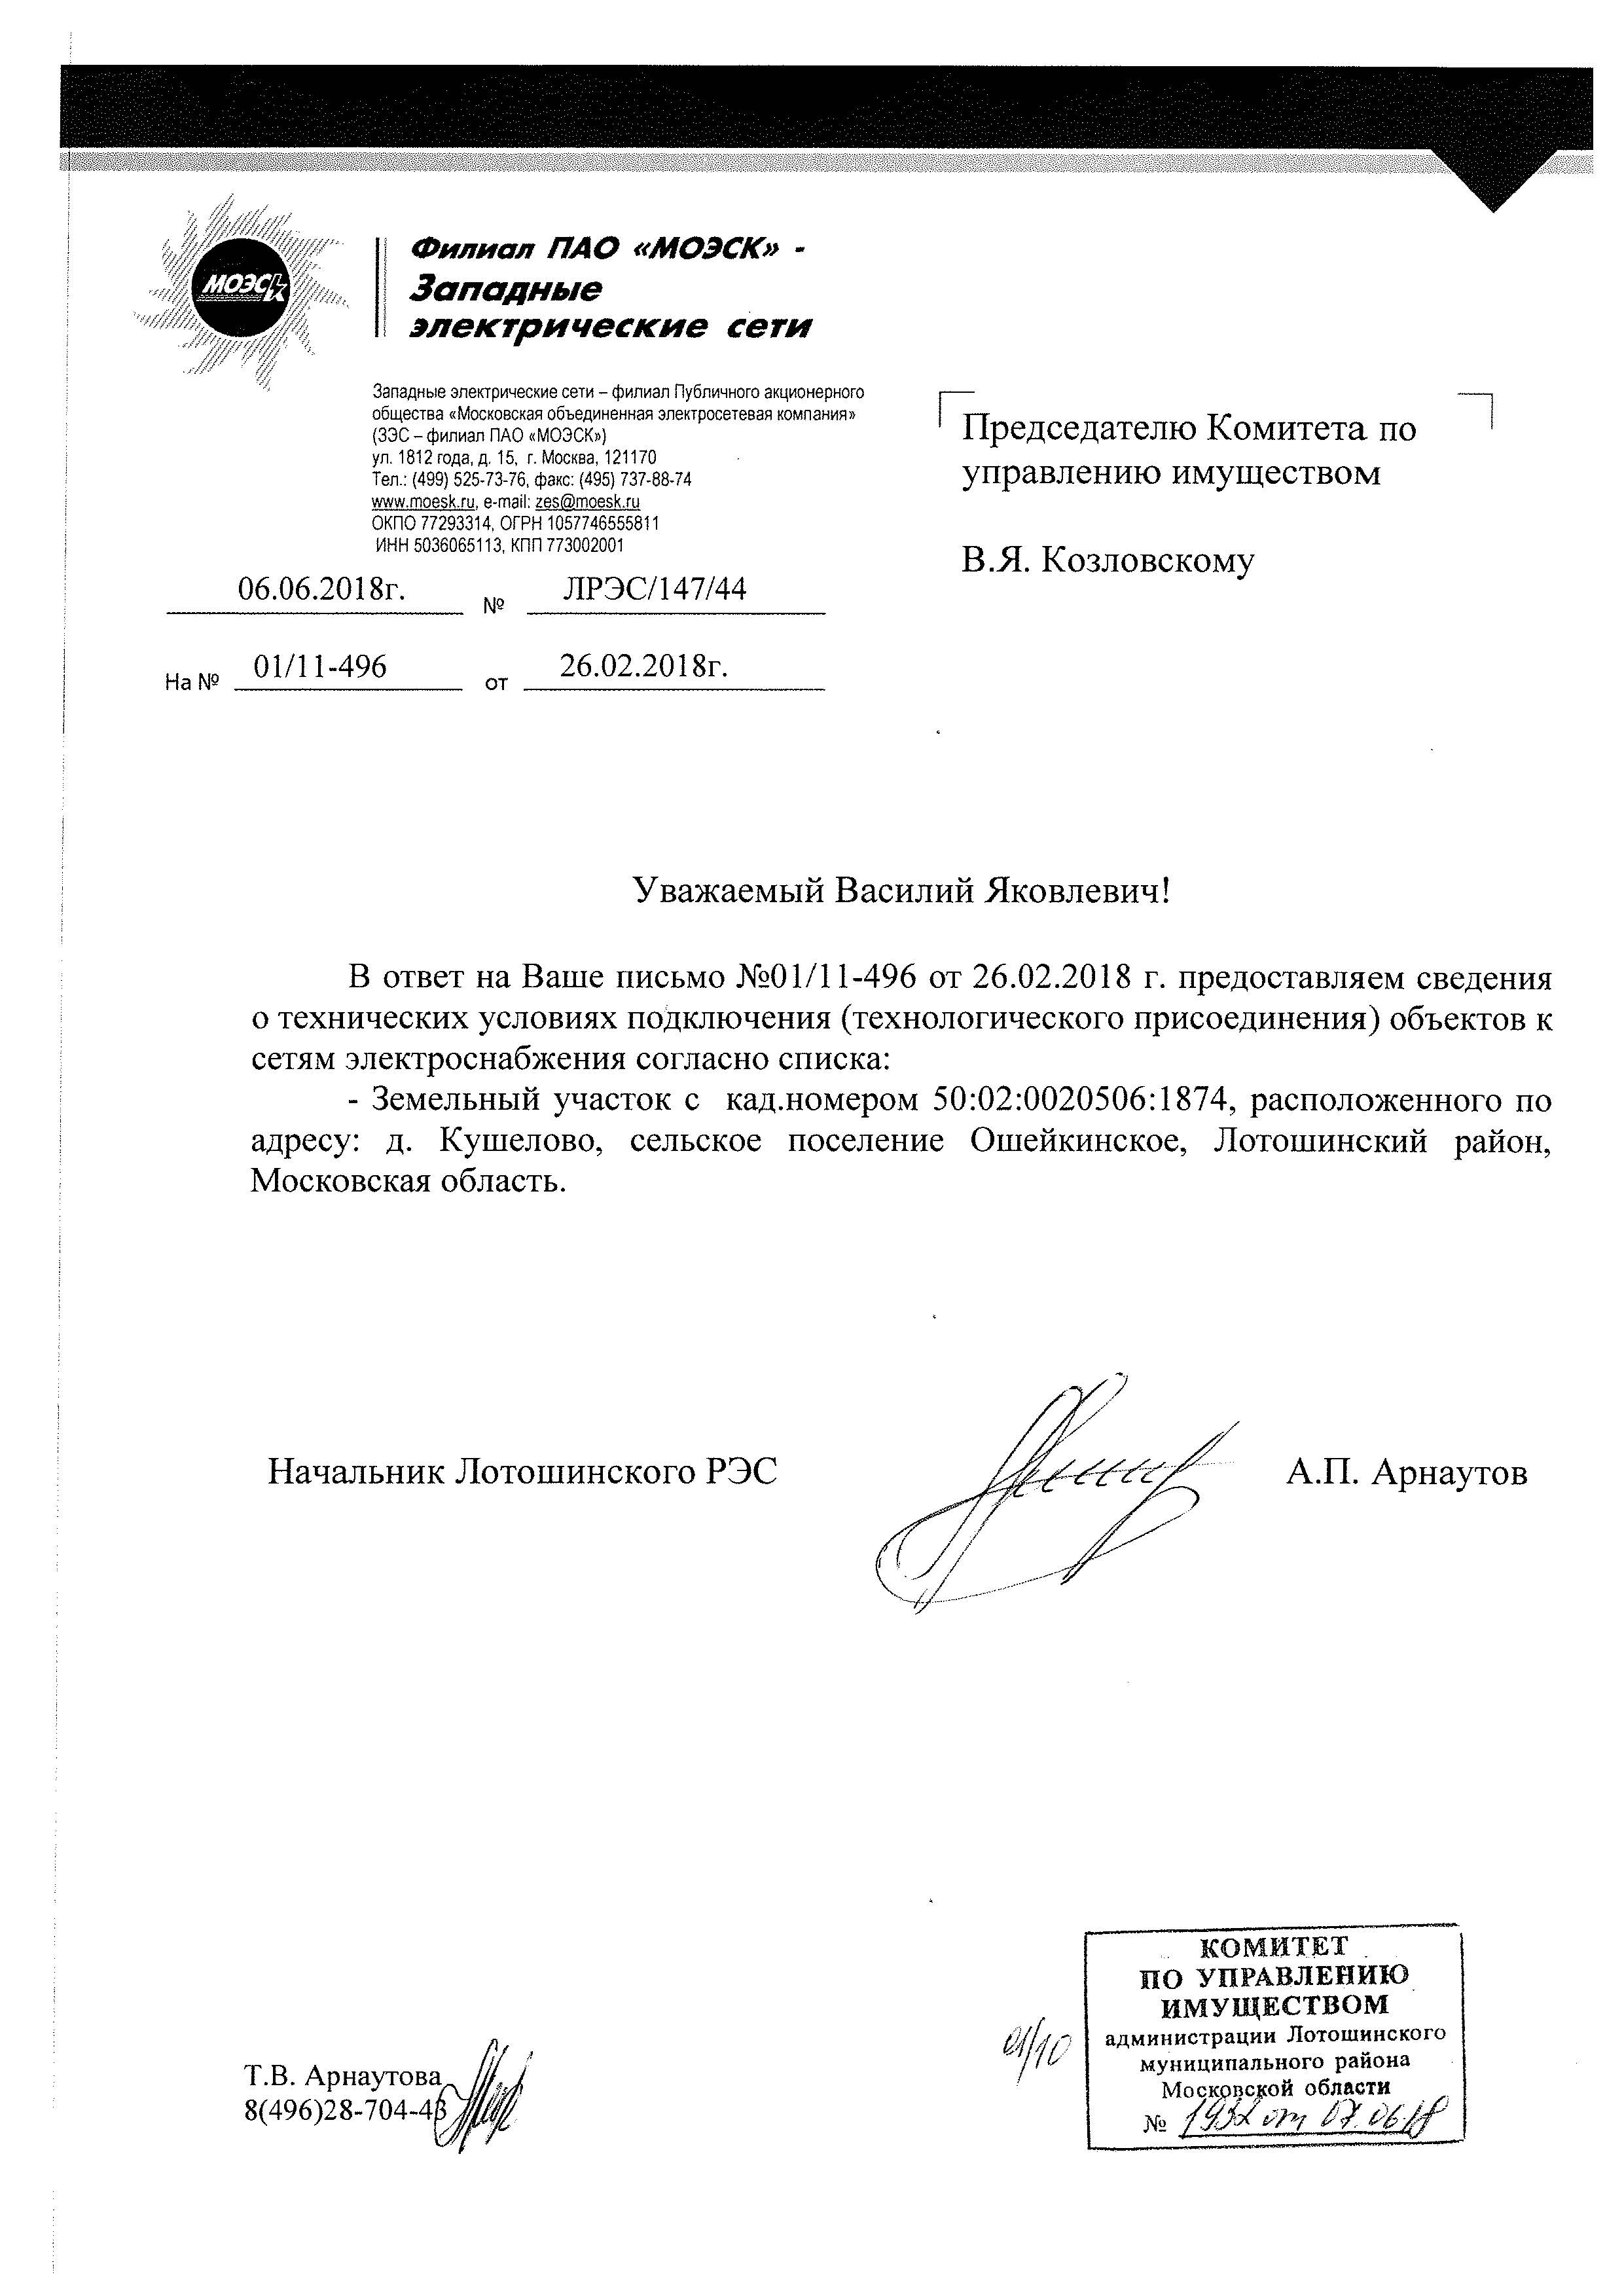 МОЭСК
Филиал ПАО «МОЭСК» -
Западные
электрические сети
Западные электрические сети – филиал Публичного акционерного
общества «Московская объединенная электросетевая компания»
(ЗЭС – филиал ПАО «МОЭСК»)
ул. 1812 года, д. 15, г. Москва, 121170
Тел.: (499) 525-73-76, факс: (495) 737-88-74
www.moesk.ru, e-mail: zes@moesk.ru
ОКПО 77293314, ОГРН 1057746555811
ИНН 5036065113, КПП 773002001
06.06.2018г. № ЛРЭС/147/44
На № 01/11-496 от 26.02.2018г.
Председателю Комитета по
управлению имуществом
В.Я. Козловскому
Уважаемый Василий Яковлевич!
В ответ на Ваше письмо №01/11-496 от 26.02.2018 г. предоставляем сведения
о технических условиях подключения (технологического присоединения) объектов к
сетям электроснабжения согласно списка:
- Земельный участок с кад.номером 50:02:0020506:1874, расположенного по
адресу: д. Кушелово, сельское поселение Ошейкинское, Лотошинский район,
Московская область.
Начальник Лотошинского РЭС А.П. Арнаутов
Т.В. Арнаутова
8(496)28-704-43
01/10
КОМИТЕТ
ПО УПРАВЛЕНИЮ
ИМУЩЕСТВОМ
администрации Лотошинского
муниципального района
Московской области
№ 1932 от 07.06.18